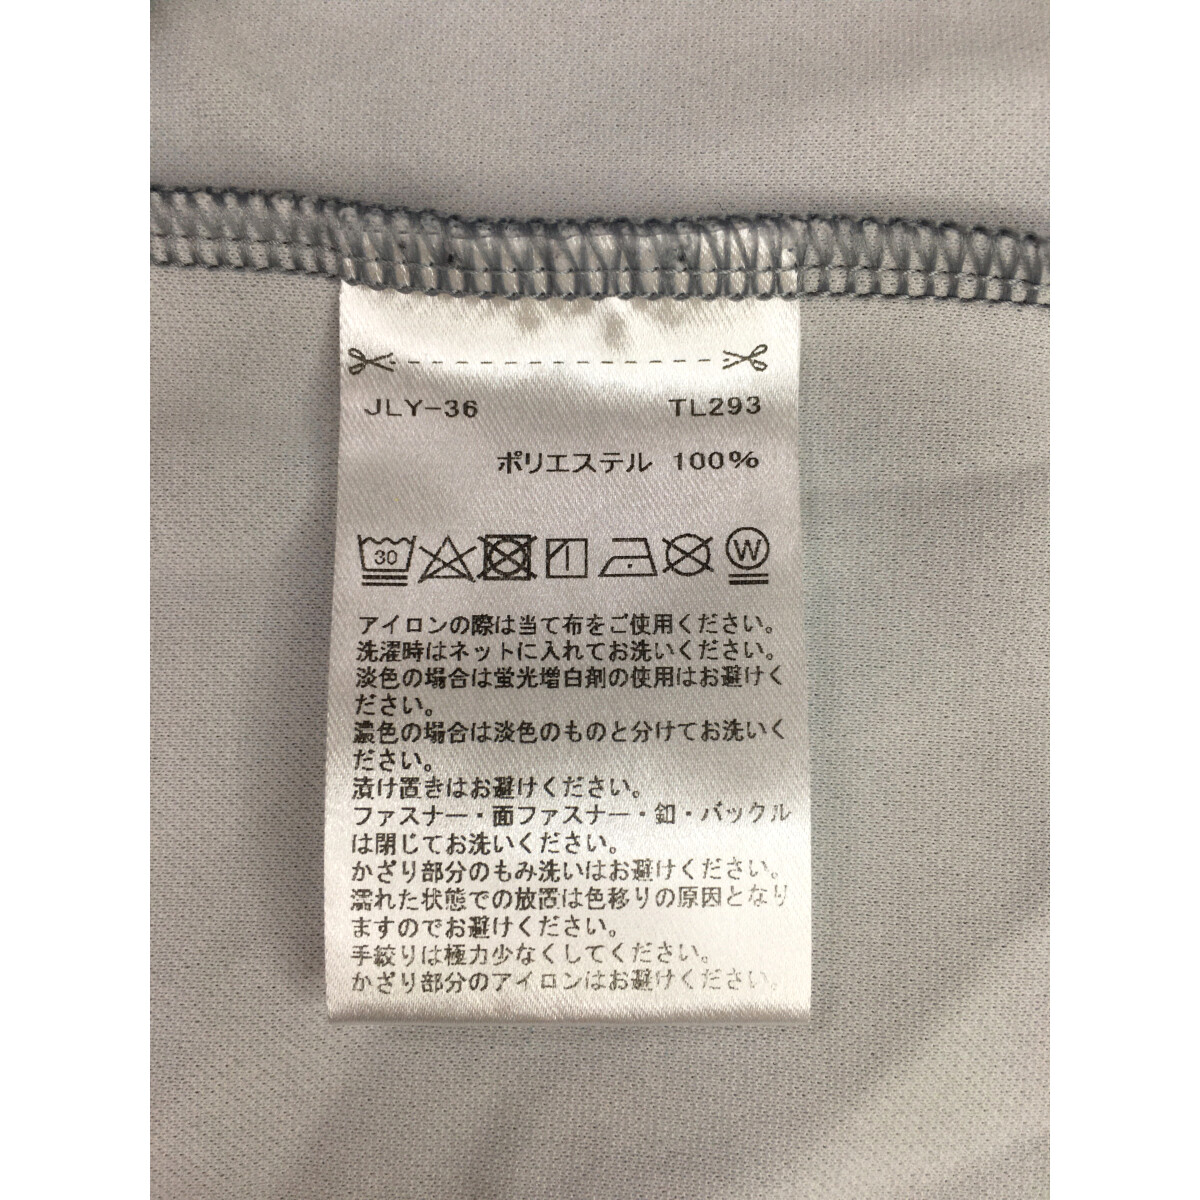 JLY-36 TL293
ポリエステル 100%
30 W
アイロンの際は当て布をご使用ください。
洗濯時はネットに入れてお洗いください。
淡色の場合は蛍光増白剤の使用はお避けく
ださい。
濃色の場合は淡色のものと分けてお洗いく
ださい。
漬け置きはお避けください。
ファスナー・面ファスナー・釦・バックル
は閉じてお洗いください。
かざり部分のもみ洗いはお避けください。
濡れた状態での放置は色移りの原因となり
ますのでお避けください。
手絞りは極力少なくしてください。
かざり部分のアイロンはお避けください。